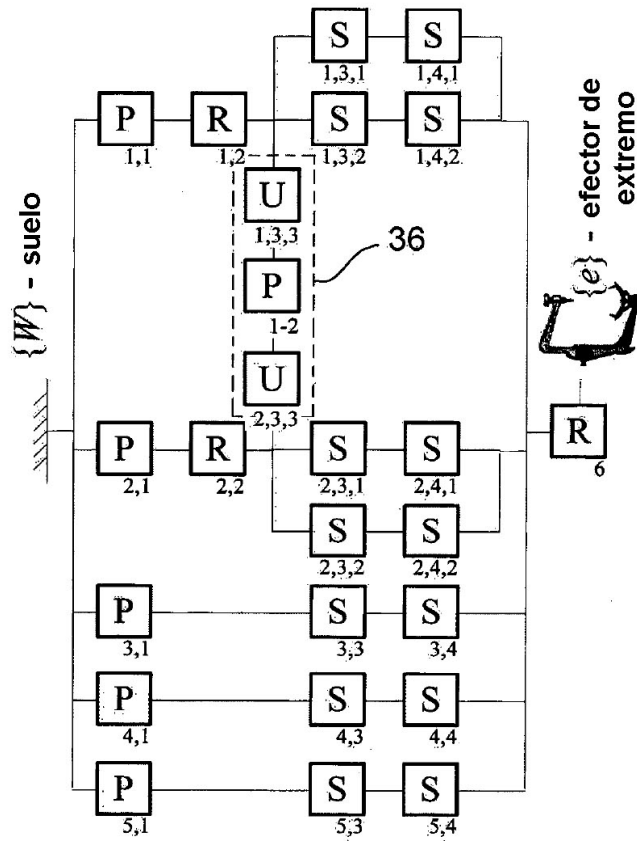 S S
1,3,1 1,4,1
P R S S
1,1 1,2 1,3,2 1,4,2
U
1,3,3
36
P
1-2
U
2,3,3
{W} - suelo
{e} - efector de
extremo
P R S S R
2,1 2,2 2,3,1 2,4,1 6
S S
2,3,2 2,4,2
P S S
3,1 3,3 3,4
P S S
4,1 4,3 4,4
P S S
5,1 5,3 5,4